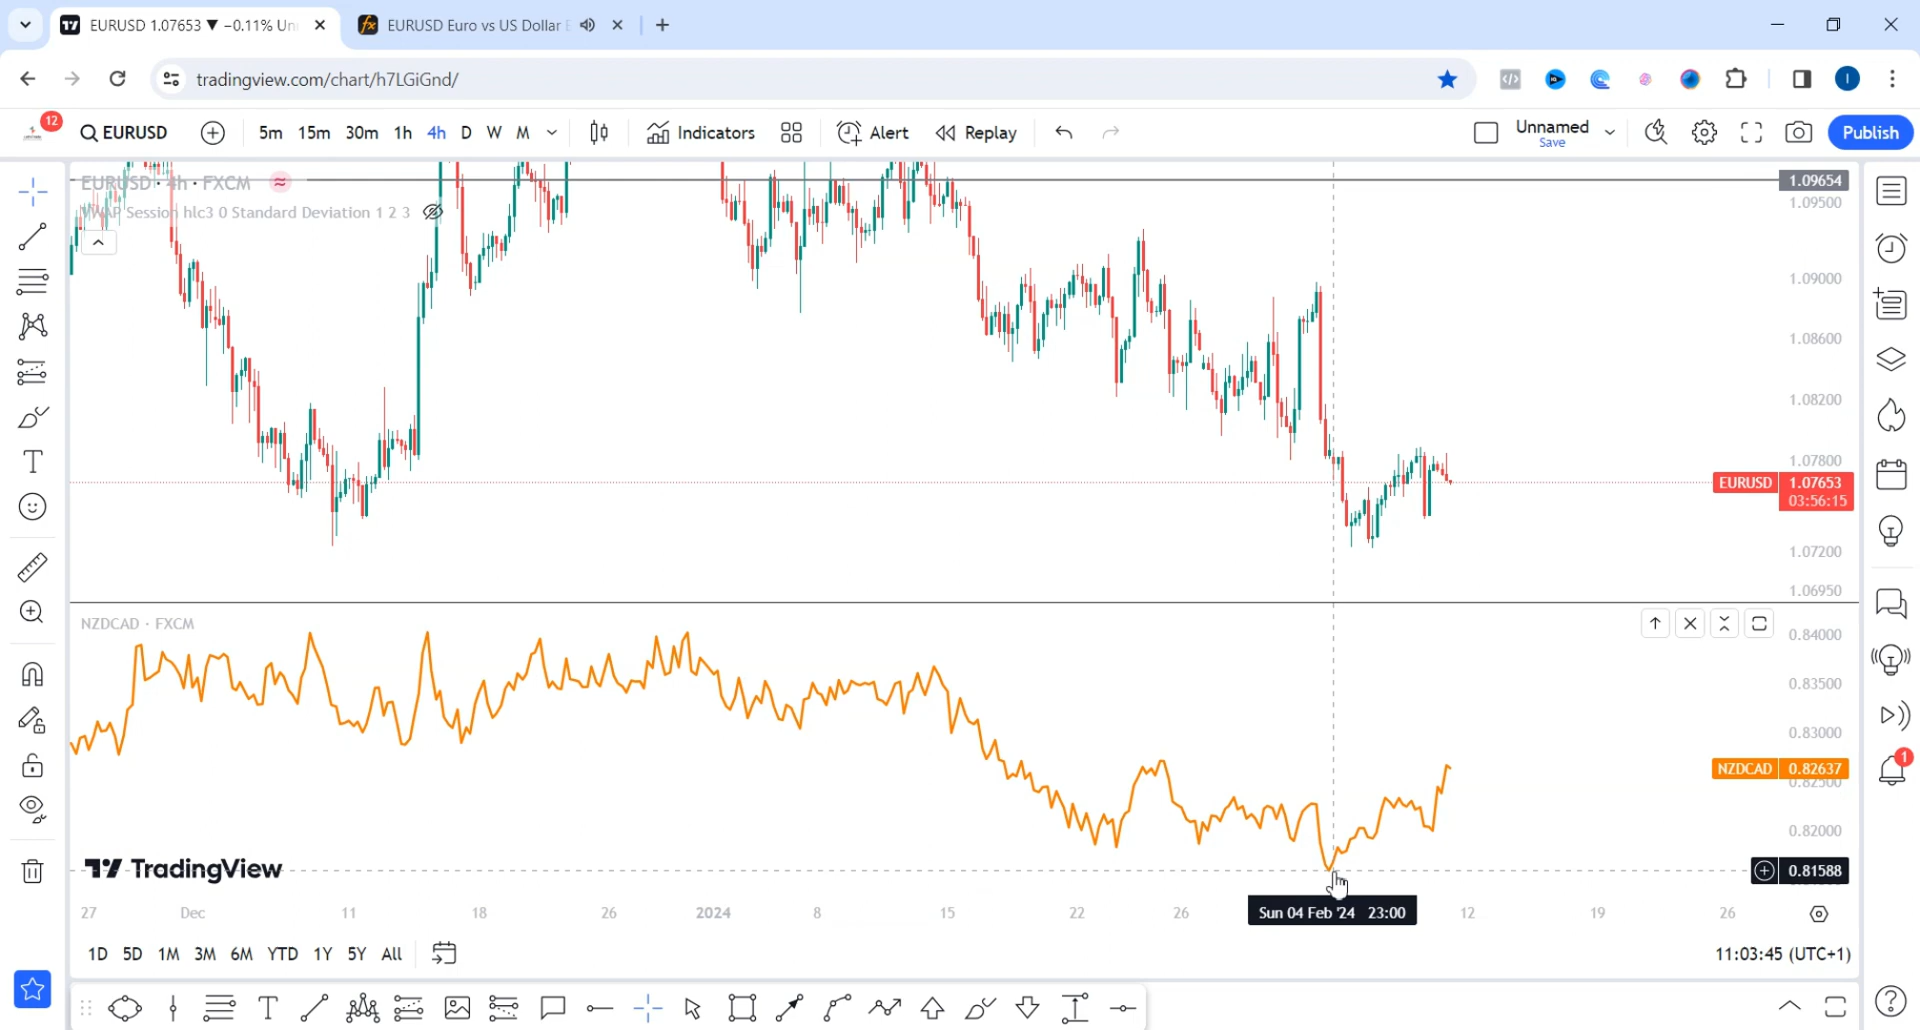 EURUSD 1.07653 ▼ −0.11% Un
EURUSD Euro vs US Dollar
tradingview.com/chart/h7LGiGnd/
12
EURUSD
5m 15m 30m 1h 4h D W M
Indicators
Alert
Replay
Unnamed
Save
Publish
EURUSD · 4h · FXCM
VWAP Session hlc3 0 Standard Deviation 1 2 3
1.09654
1.09500
1.09000
1.08600
1.08200
1.07800
EURUSD 1.07653
03:56:15
1.07200
1.06950
NZDCAD · FXCM
0.84000
0.83500
0.83000
NZDCAD 0.82637
0.82500
0.82000
0.81588
1
TradingView
27 Dec 11 18 26 2024 8 15 22 26 Sun 04 Feb '24 23:00 12 19 26
1D 5D 1M 3M 6M YTD 1Y 5Y All
11:03:45 (UTC+1)